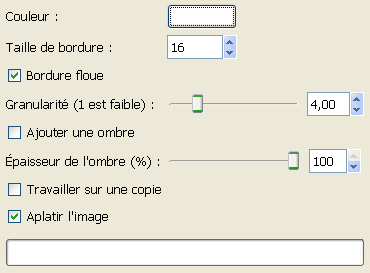 Couleur :
Taille de bordure : 16
Bordure floue
Granularité (1 est faible) : 4,00
Ajouter une ombre
Épaisseur de l'ombre (%) : 100
Travailler sur une copie
Aplatir l'image